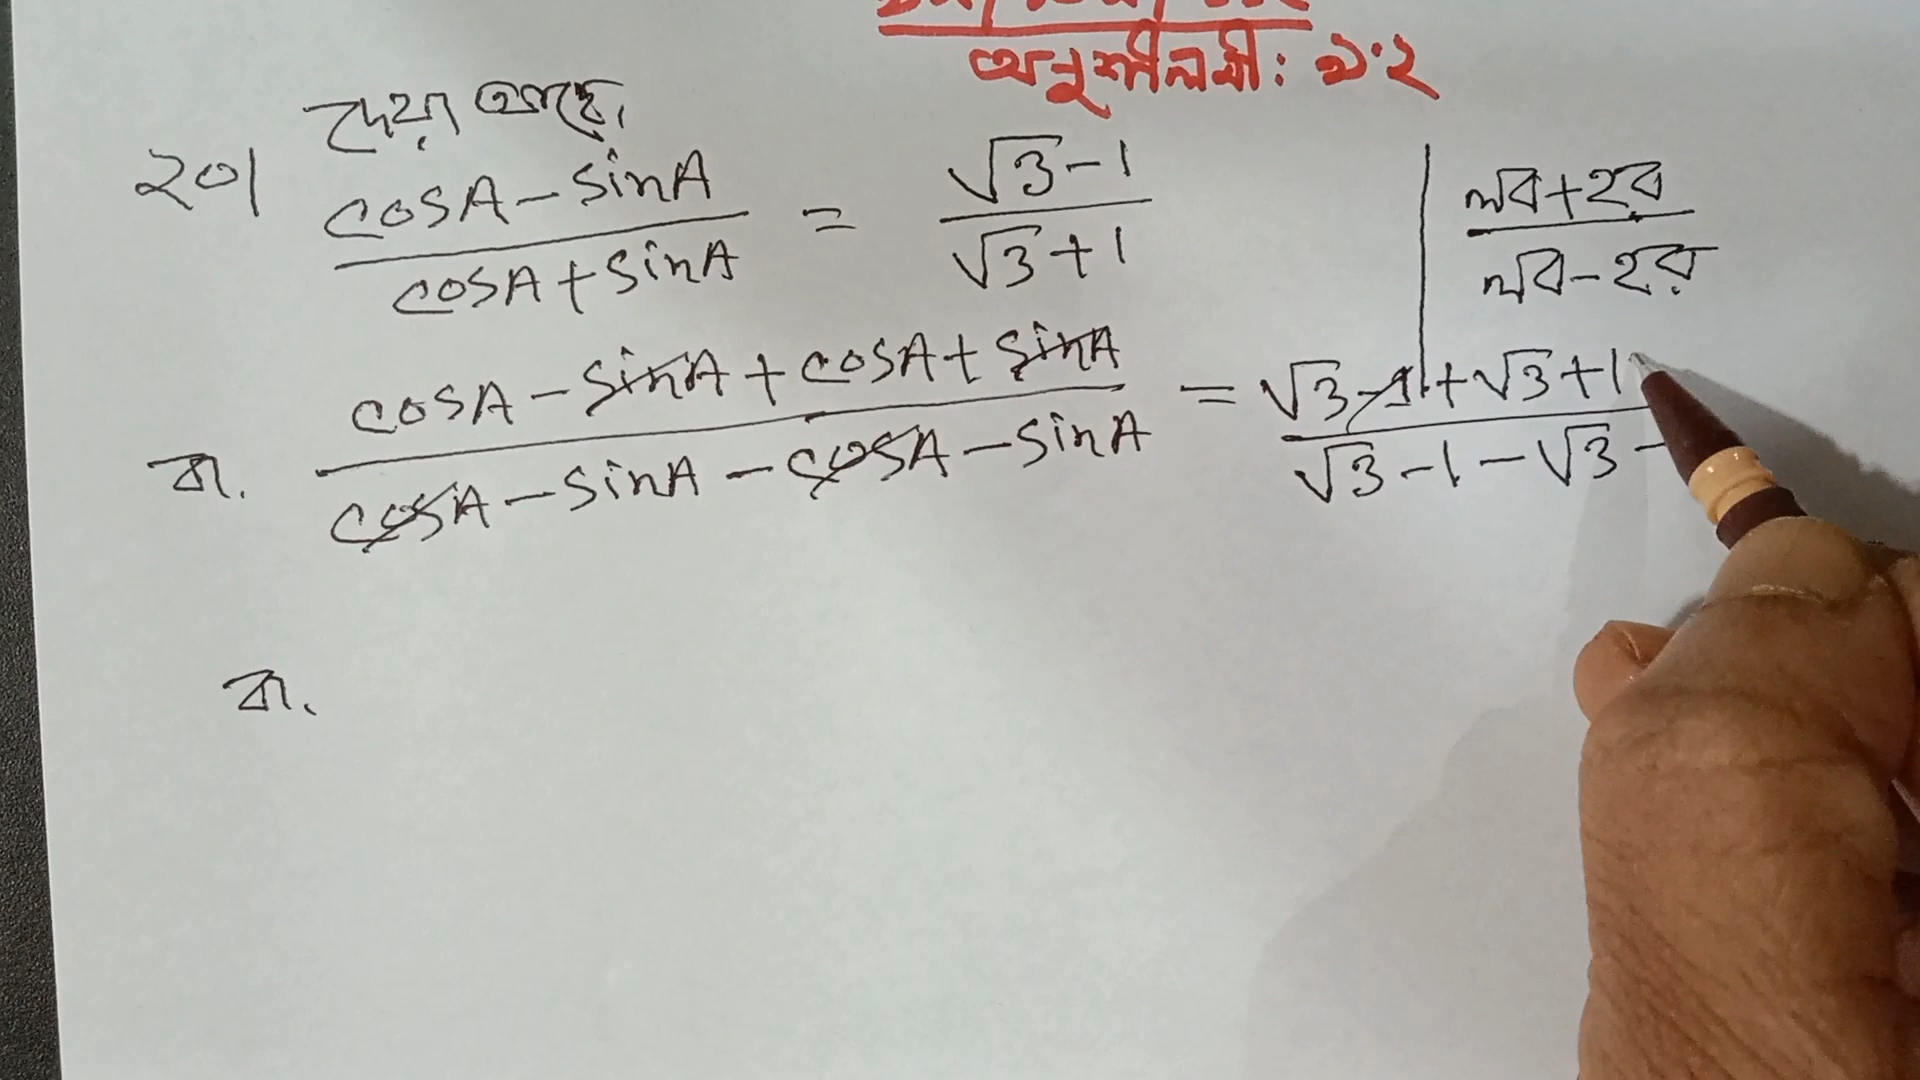 অনুশীলনী: ৯.২
দেয়া আছে,
২০। (cosA - sinA)/(cosA + sinA) = (√3 - 1)/(√3 + 1)
(লব + হর)/(লব - হর)
বা. (cosA - sinA + cosA + sinA)/(cosA - sinA - cosA - sinA) = (√3 - 1 + √3 + 1)/(√3 - 1 - √3 -
বা.